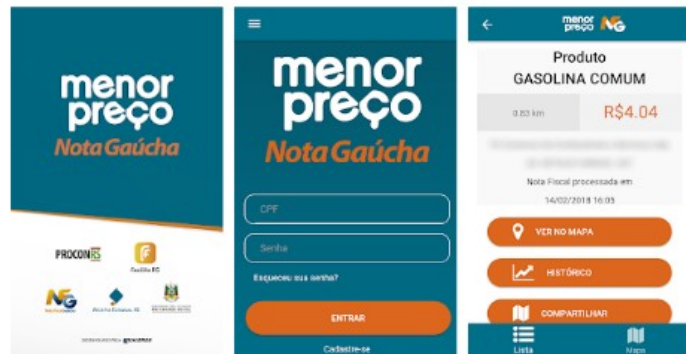 menor
preço
Nota Gaúcha
PROCON RS
Receita RS
NG
menor
preço
Nota Gaúcha
CPF
Senha
Esqueceu sua senha?
ENTRAR
Cadastre-se
menor
preço NG
Produto
GASOLINA COMUM
0.83 km
R$4.04
Nota Fiscal processada em
14/02/2018 16:05
VER NO MAPA
HISTÓRICO
COMPARTILHAR
Lista
Mapa